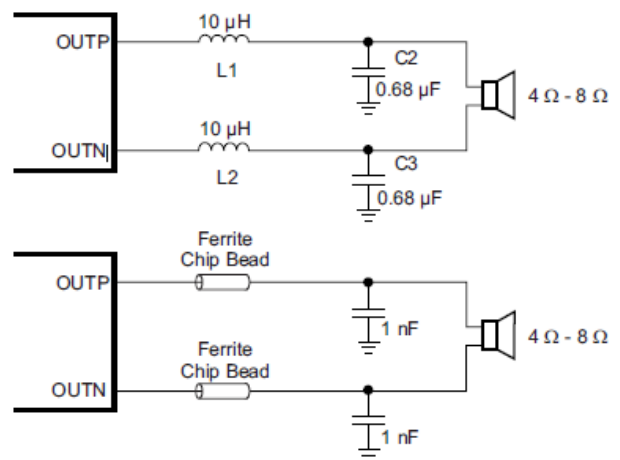 10 µH
OUTP
L1
C2
0.68 µF
4 Ω - 8 Ω
10 µH
OUTN
L2
C3
0.68 µF
Ferrite
Chip Bead
OUTP
1 nF
4 Ω - 8 Ω
Ferrite
Chip Bead
OUTN
1 nF